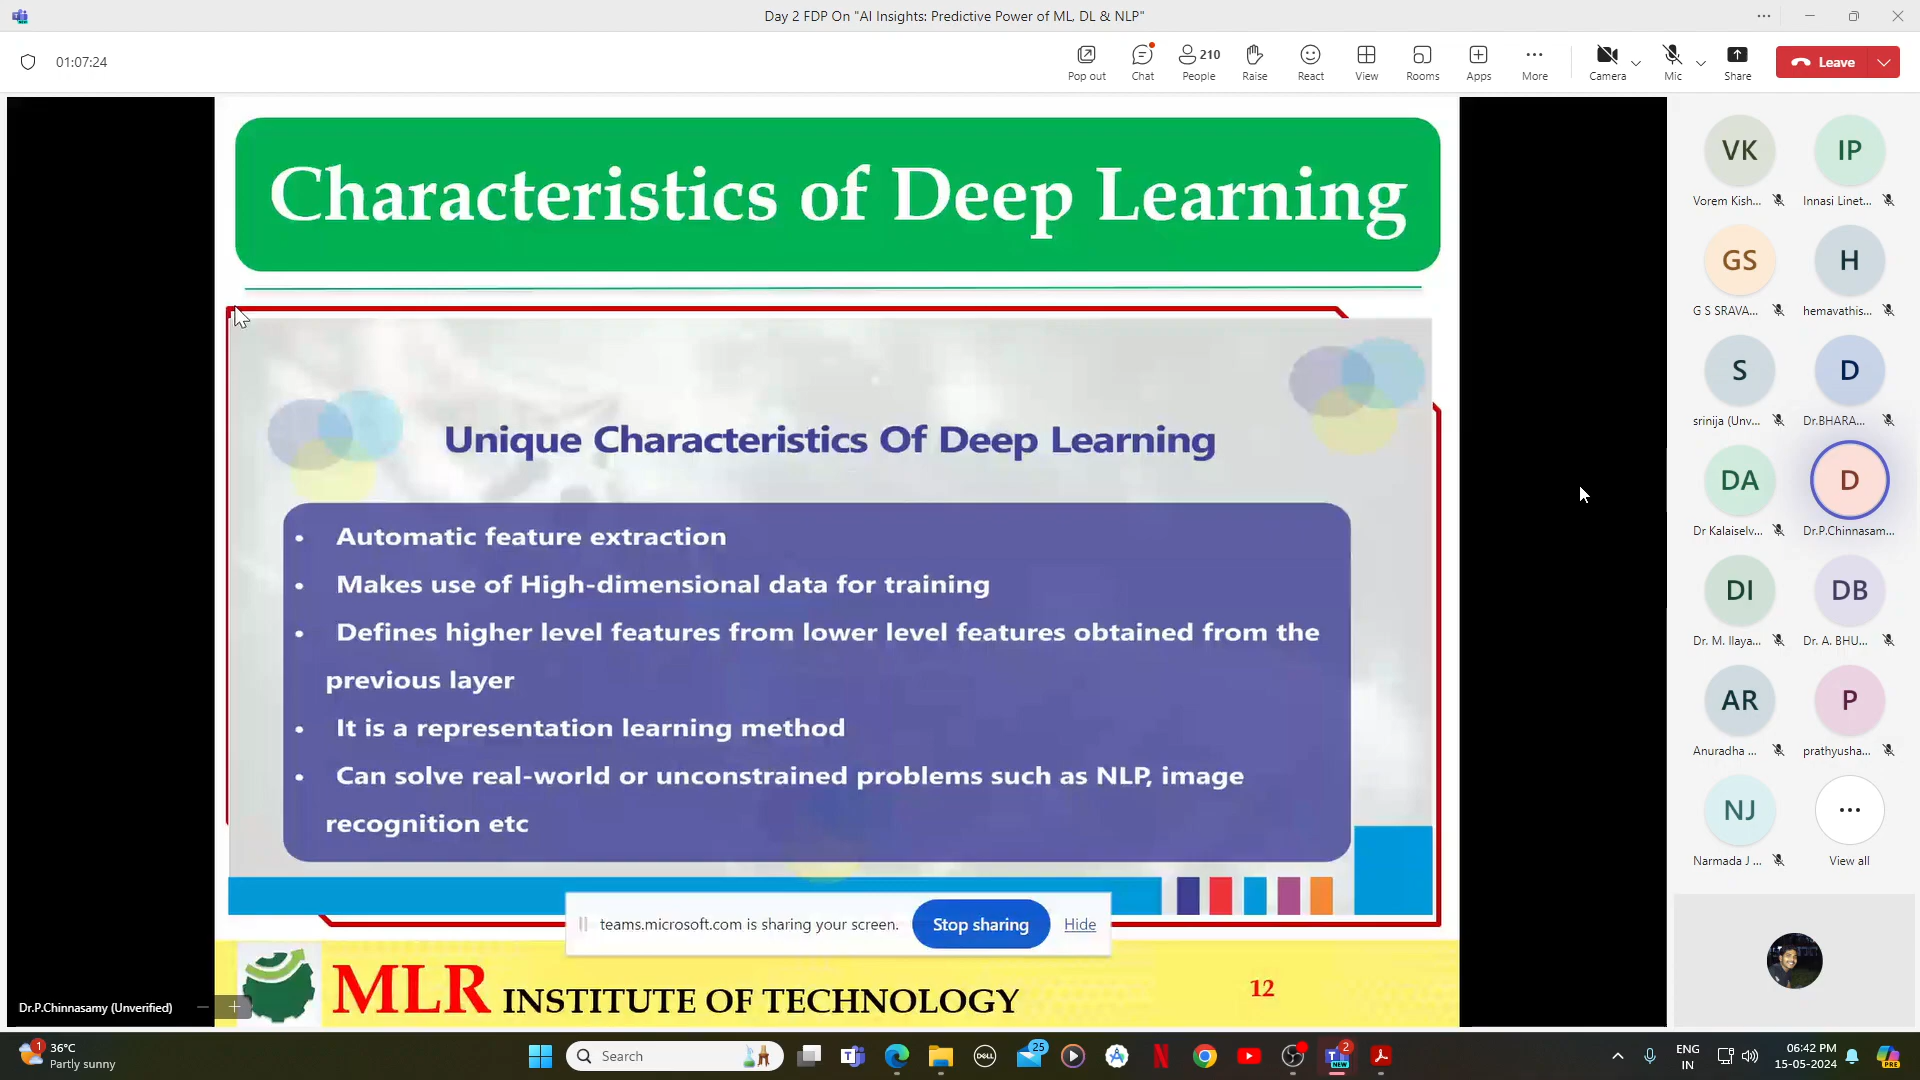 Day 2 FDP On "AI Insights: Predictive Power of ML, DL & NLP"
01:07:24
Pop out
Chat
210
People
Raise
React
View
Rooms
Apps
More
Camera
Mic
Share
Leave
Characteristics of Deep Learning
Unique Characteristics Of Deep Learning
• Automatic feature extraction
• Makes use of High-dimensional data for training
• Defines higher level features from lower level features obtained from the
previous layer
• It is a representation learning method
• Can solve real-world or unconstrained problems such as NLP, image
recognition etc
teams.microsoft.com is sharing your screen.
Stop sharing
Hide
MLR INSTITUTE OF TECHNOLOGY
12
Dr.P.Chinnasamy (Unverified)
VK
Vorem Kish...
IP
Innasi Linet...
GS
G S SRAVA...
H
hemavathis...
S
srinija (Unv...
D
Dr.BHARA...
DA
Dr Kalaiselv...
D
Dr.P.Chinnasam...
DI
Dr. M. Ilaya...
DB
Dr. A. BHU...
AR
Anuradha ...
P
prathyusha...
NJ
Narmada J ...
View all
1
36°C
Partly sunny
Search
DELL
25
NEW
2
ENG
IN
06:42 PM
15-05-2024
PRE